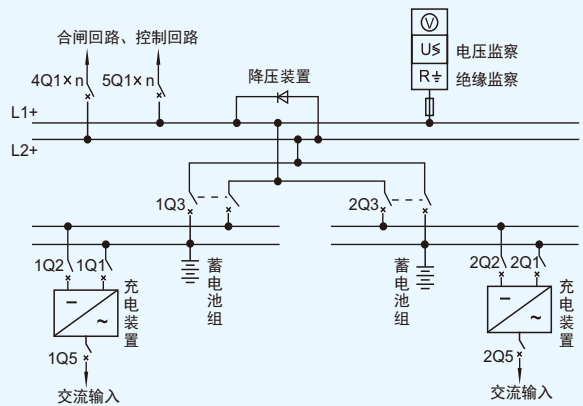 合闸回路、控制回路
4Q1×n
5Q1×n
降压装置
V
U≶
电压监察
R
绝缘监察
L1+
L2+
1Q3
2Q3
1Q2
1Q1
蓄电池组
充电装置
蓄电池组
2Q2
2Q1
充电装置
−
~
−
~
1Q5
2Q5
交流输入
交流输入